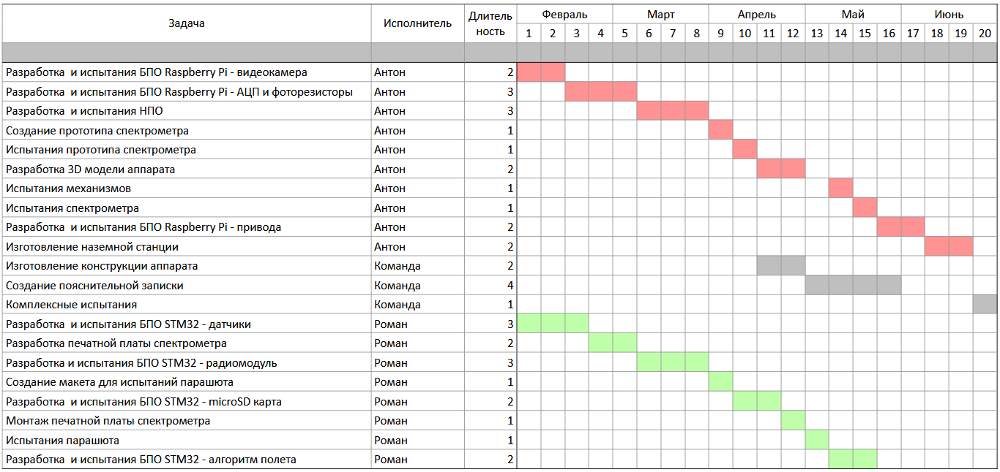 Задача Исполнитель Длитель ность Февраль Март Апрель Май Июнь
1 2 3 4 5 6 7 8 9 10 11 12 13 14 15 16 17 18 19 20
Разработка и испытания БПО Raspberry Pi - видеокамера Антон 2
Разработка и испытания БПО Raspberry Pi - АЦП и фоторезисторы Антон 3
Разработка и испытания НПО Антон 3
Создание прототипа спектрометра Антон 1
Испытания прототипа спектрометра Антон 1
Разработка 3D модели аппарата Антон 2
Испытания механизмов Антон 1
Испытания спектрометра Антон 1
Разработка и испытания БПО Raspberry Pi - привода Антон 2
Изготовление наземной станции Антон 2
Изготовление конструкции аппарата Команда 2
Создание пояснительной записки Команда 4
Комплексные испытания Команда 1
Разработка и испытания БПО STM32 - датчики Роман 3
Разработка печатной платы спектрометра Роман 2
Разработка и испытания БПО STM32 - радиомодуль Роман 3
Создание макета для испытаний парашюта Роман 1
Разработка и испытания БПО STM32 - microSD карта Роман 2
Монтаж печатной платы спектрометра Роман 1
Испытания парашюта Роман 1
Разработка и испытания БПО STM32 - алгоритм полета Роман 2